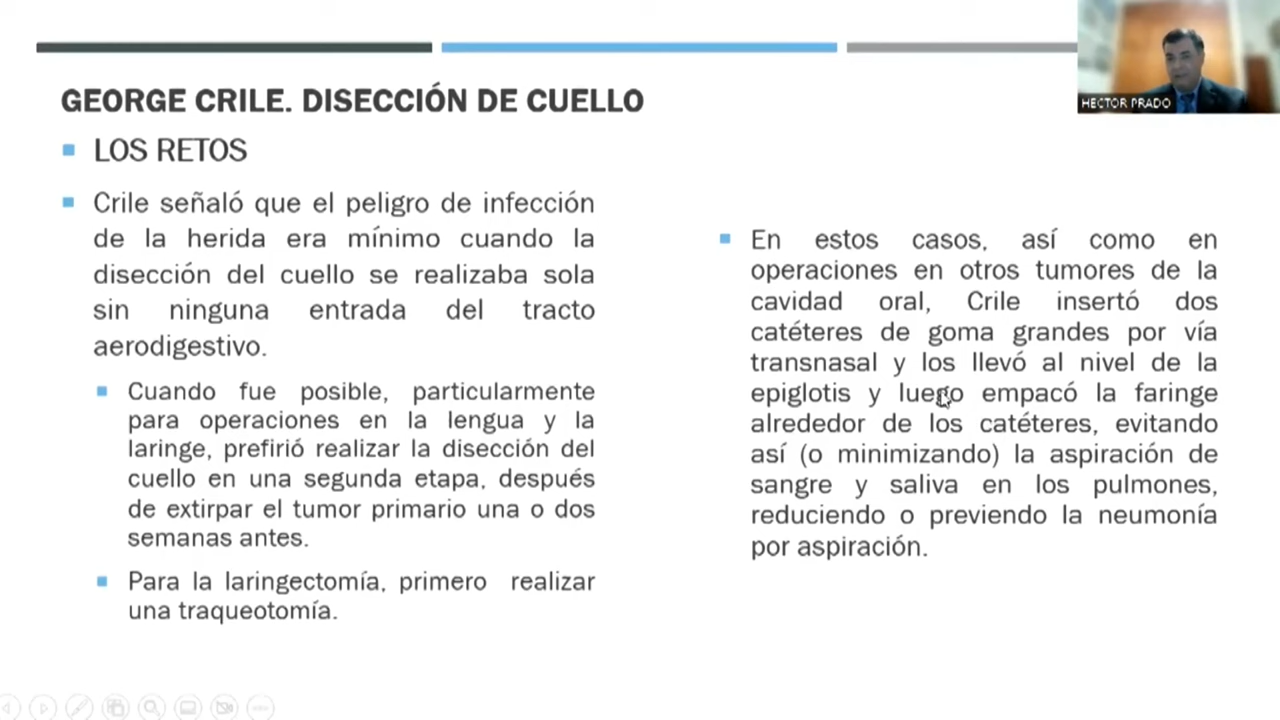 GEORGE CRILE. DISECCIÓN DE CUELLO
LOS RETOS
Crile señaló que el peligro de infección
de la herida era mínimo cuando la
disección del cuello se realizaba sola
sin ninguna entrada del tracto
aerodigestivo.
Cuando fue posible, particularmente
para operaciones en la lengua y la
laringe, prefirió realizar la disección del
cuello en una segunda etapa, después
de extirpar el tumor primario una o dos
semanas antes.
Para la laringectomía, primero realizar
una traqueotomía.
En estos casos, así como en
operaciones en otros tumores de la
cavidad oral, Crile insertó dos
catéteres de goma grandes por vía
transnasal y los llevó al nivel de la
epiglotis y luego empacó la faringe
alrededor de los catéteres, evitando
así (o minimizando) la aspiración de
sangre y saliva en los pulmones,
reduciendo o previendo la neumonía
por aspiración.
HECTOR PRADO